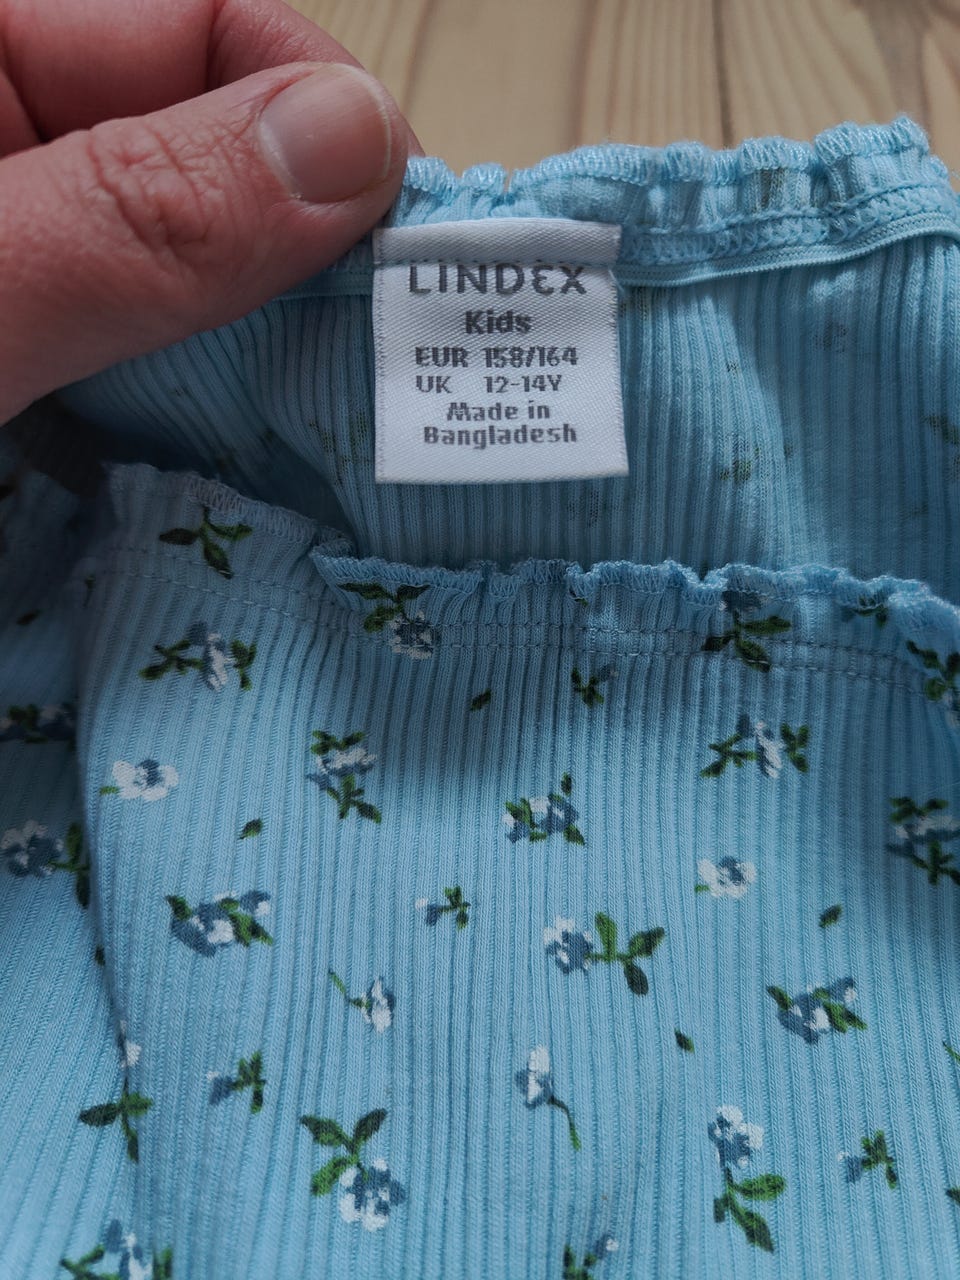 LINDEX
Kids
EUR 158/164
UK 12-14Y
Made in
Bangladesh